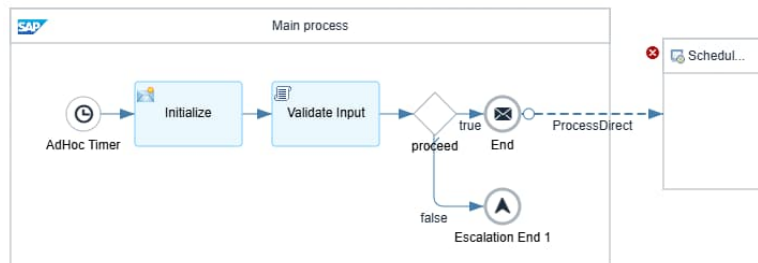 SAP
Main process
Schedul...
Initialize
Validate Input
AdHoc Timer
proceed
true
End
ProcessDirect
false
Escalation End 1